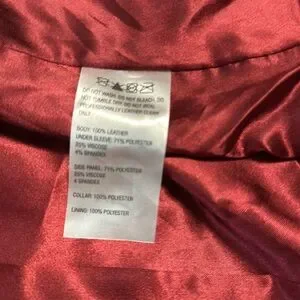 DO NOT WASH, DO NOT BLEACH, DO
NOT TUMBLE DRY, DO NOT IRON,
PROFESSIONALLY LEATHER CLEAN
ONLY
BODY: 100% LEATHER
UNDER SLEEVE: 71% POLYESTER
25% VISCOSE
4% SPANDEX
SIDE PANEL: 71% POLYESTER
25% VISCOSE
4 SPANDEX
COLLAR: 100% POLYESTER
LINING: 100% POLYESTER